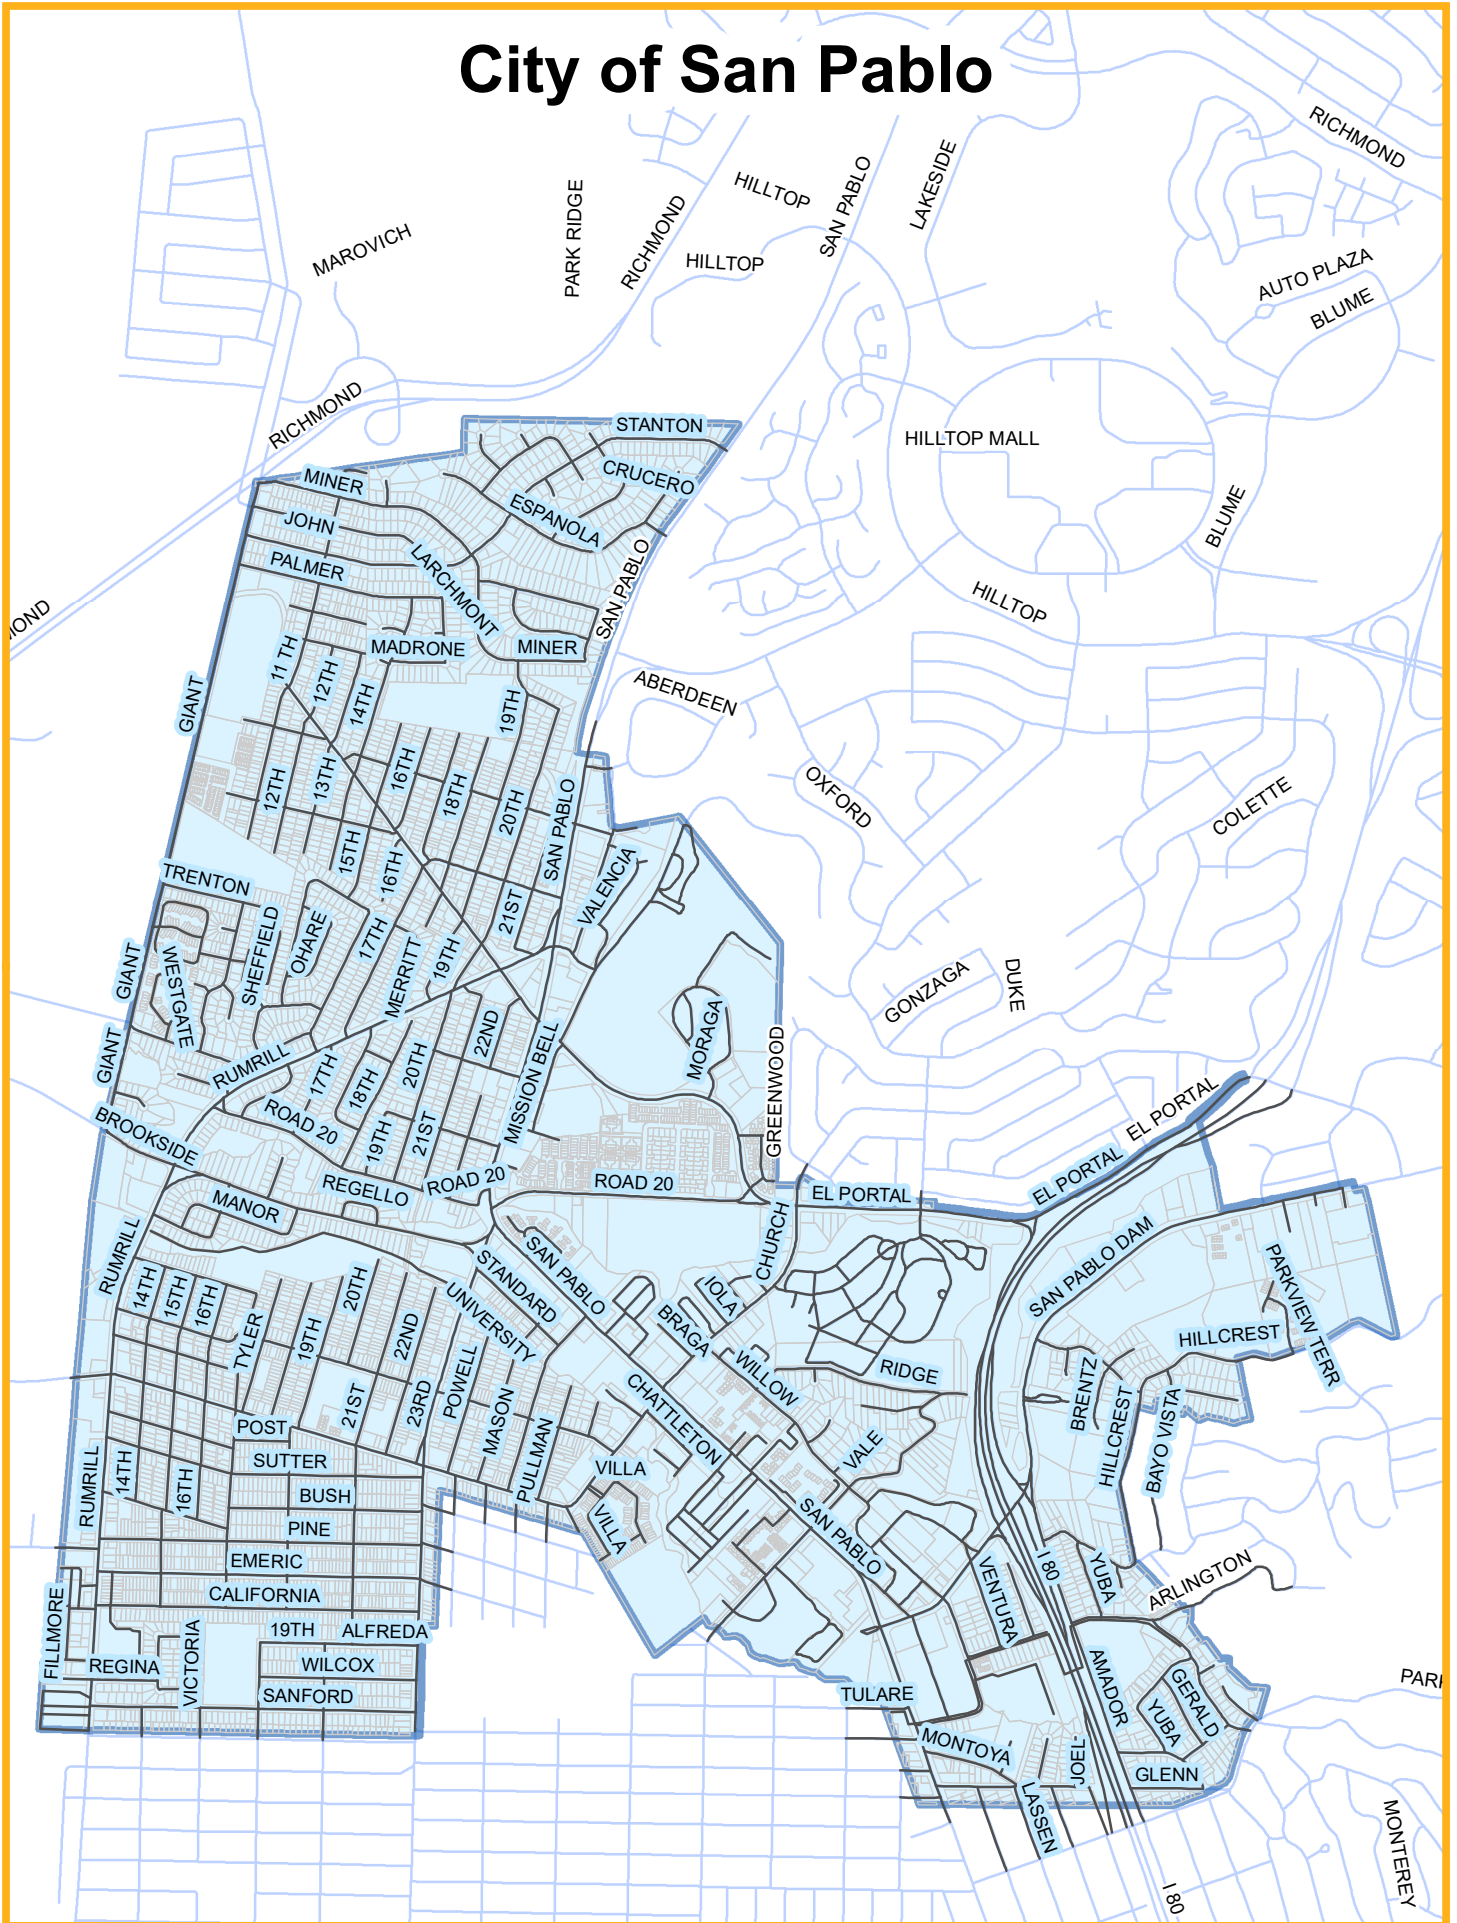 City of San Pablo
RICHMOND
LAKESIDE
HILLTOP
SAN PABLO
PARK RIDGE
RICHMOND
MAROVICH
HILLTOP
AUTO PLAZA
BLUME
RICHMOND
STANTON
HILLTOP MALL
CRUCERO
MINER
ESPANOLA
BLUME
JOHN
LARCHMONT
PALMER
SAN PABLO
HILLTOP
MOND
MADRONE
MINER
11 TH
12TH
14TH
GIANT
19TH
ABERDEEN
12TH
13TH
16TH
18TH
20TH
SAN PABLO
OXFORD
COLETTE
15TH
16TH
VALENCIA
TRENTON
21ST
SHEFFIELD
OHARE
17TH
MERRITT
19TH
GIANT
WESTGATE
GONZAGA
DUKE
GIANT
RUMRILL
17TH
18TH
20TH
22ND
MISSION BELL
MORAGA
GREENWOOD
BROOKSIDE
ROAD 20
19TH
21ST
EL PORTAL
REGELLO
ROAD 20
ROAD 20
EL PORTAL
EL PORTAL
MANOR
RUMRILL
CHURCH
SAN PABLO DAM
14TH
15TH
16TH
20TH
STANDARD
SAN PABLO
IOLA
PARKVIEW TERR
TYLER
19TH
22ND
UNIVERSITY
BRAGA
HILLCREST
POWELL
WILLOW
RIDGE
BRENTZ
21ST
23RD
MASON
CHATTLETON
HILLCREST
BAYO VISTA
POST
PULLMAN
VALE
SUTTER
14TH
16TH
RUMRILL
VILLA
BUSH
VILLA
SAN PABLO
PINE
EMERIC
VENTURA
I 80
YUBA
ARLINGTON
CALIFORNIA
FILLMORE
19TH
ALFREDA
VICTORIA
REGINA
WILCOX
SANFORD
TULARE
AMADOR
GERALD
YUBA
PARK
MONTOYA
JOEL
GLENN
LASSEN
MONTEREY
I 80